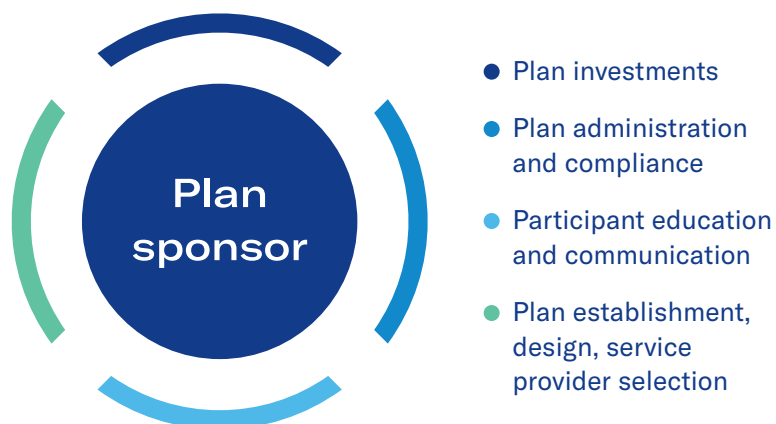 Plan
sponsor
Plan investments
Plan administration
and compliance
Participant education
and communication
Plan establishment,
design, service
provider selection